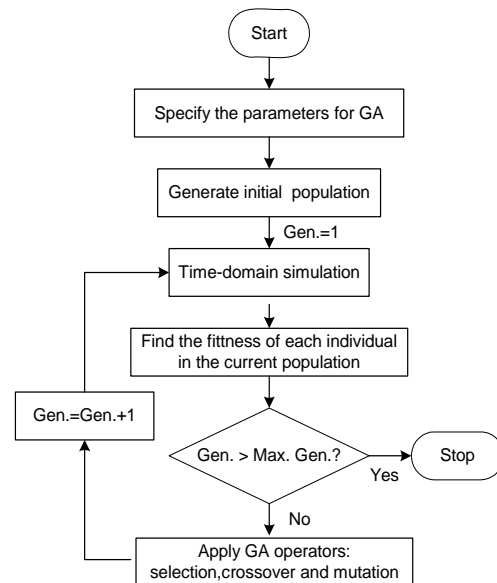 Start
Specify the parameters for GA
Generate initial population
Gen.=1
Time-domain simulation
Find the fittness of each individual
in the current population
Gen.=Gen.+1
Gen. > Max. Gen.?
Yes
Stop
No
Apply GA operators:
selection,crossover and mutation